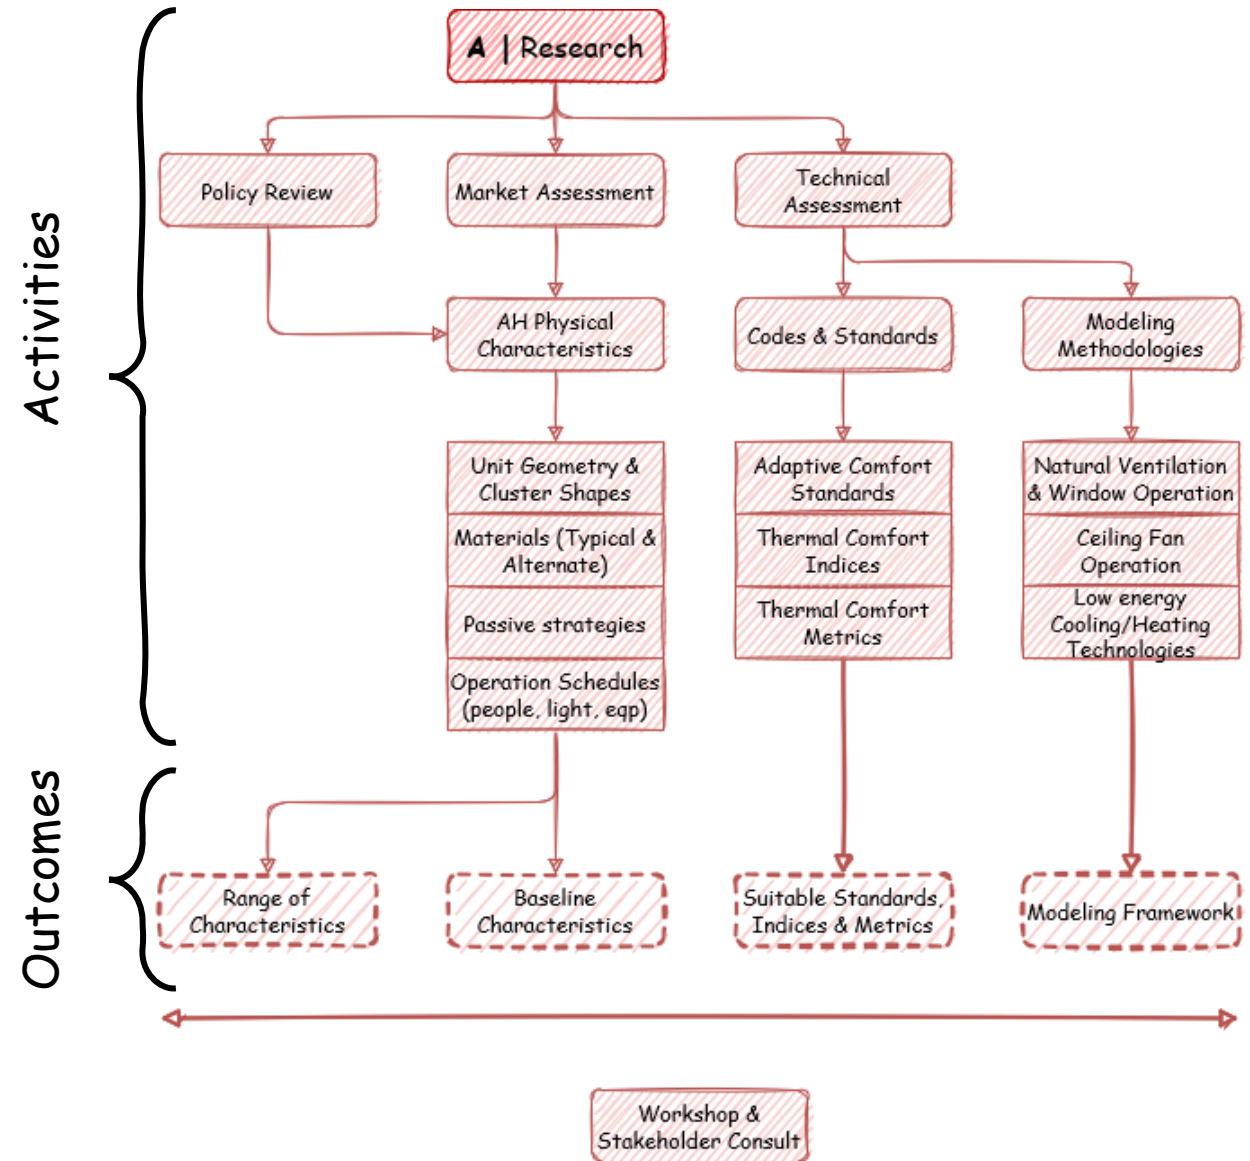 A | Research
Policy Review
Market Assessment
Technical
Assessment
AH Physical
Characteristics
Codes & Standards
Modeling
Methodologies
Unit Geometry &
Cluster Shapes
Materials (Typical &
Alternate)
Passive strategies
Operation Schedules
(people, light, eqp)
Adaptive Comfort
Standards
Thermal Comfort
Indices
Thermal Comfort
Metrics
Natural Ventilation
& Window Operation
Ceiling Fan
Operation
Low energy
Cooling/Heating
Technologies
Activities
Outcomes
Range of
Characteristics
Baseline
Characteristics
Suitable Standards,
Indices & Metrics
Modeling Framework
Workshop &
Stakeholder Consult